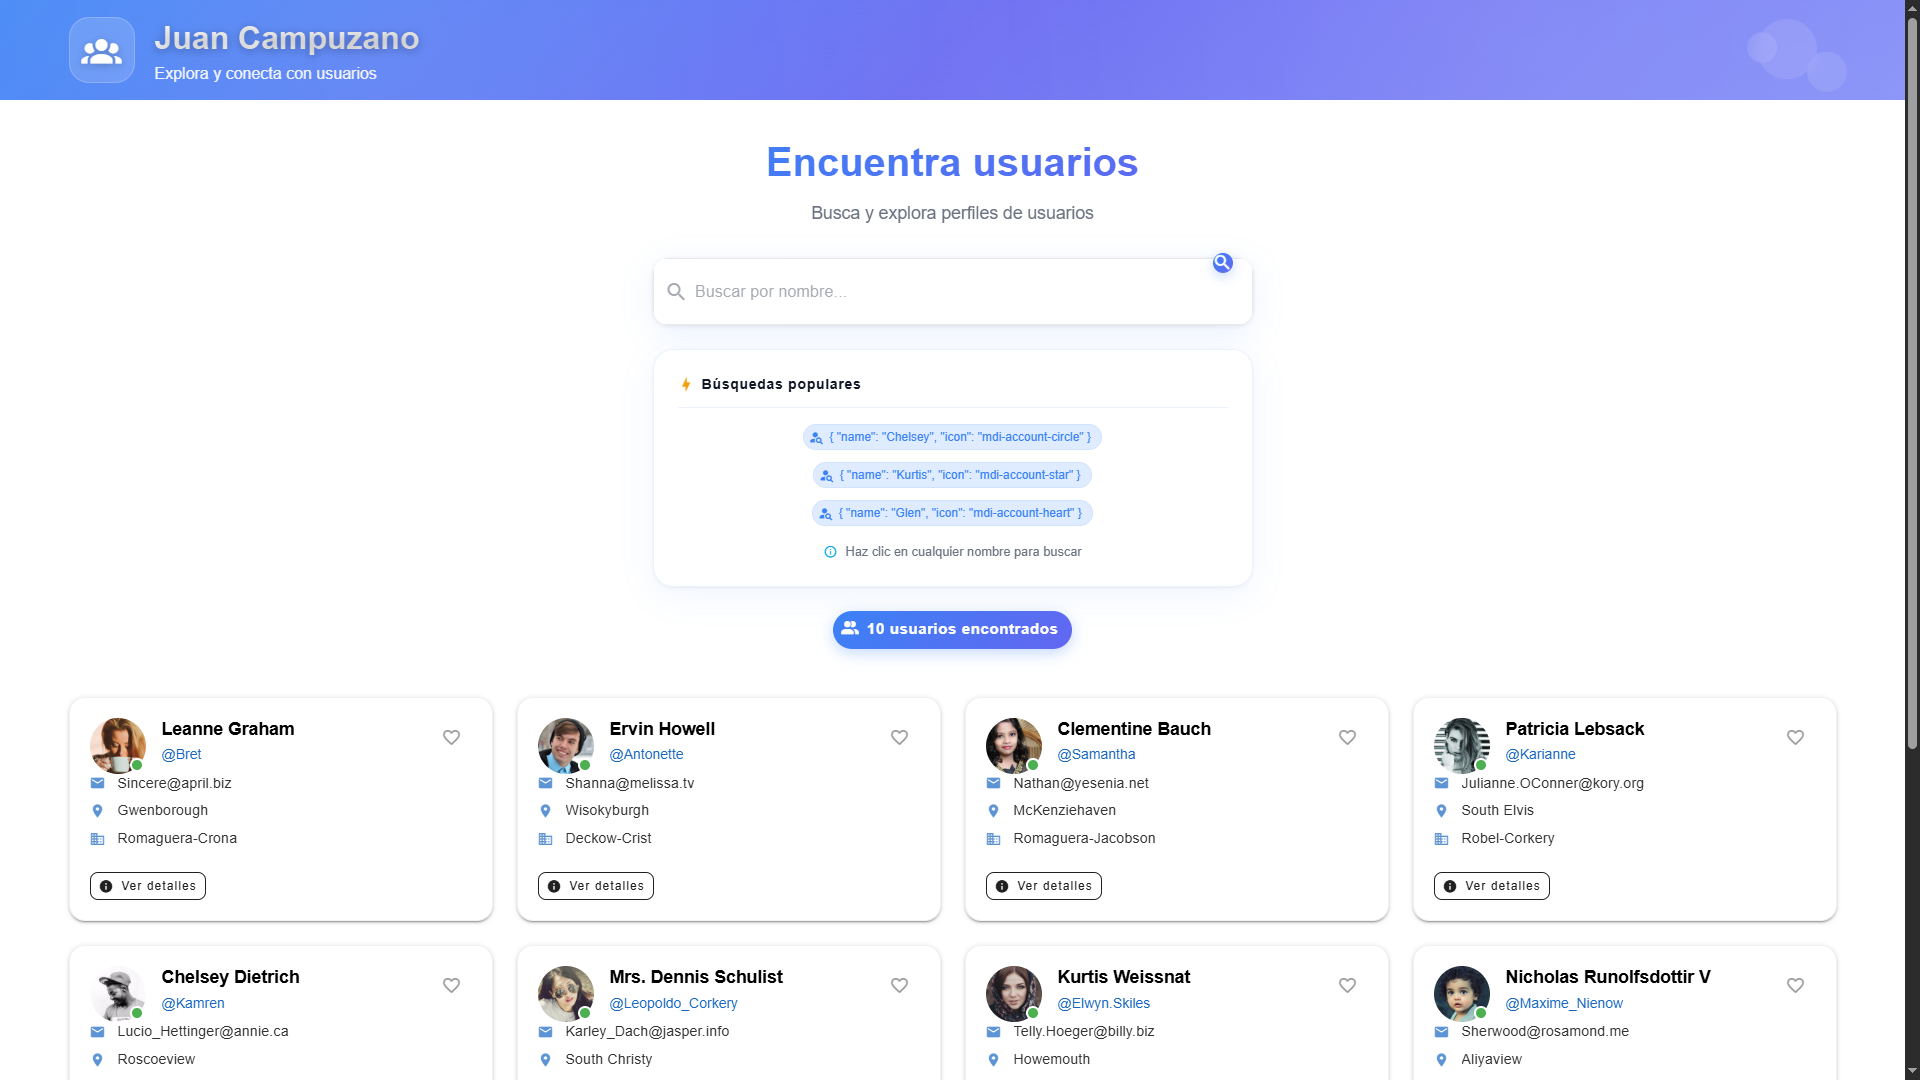 Juan Campuzano
Explora y conecta con usuarios
Encuentra usuarios
Busca y explora perfiles de usuarios
Buscar por nombre...
Búsquedas populares
{ "name": "Chelsey", "icon": "mdi-account-circle" }
{ "name": "Kurtis", "icon": "mdi-account-star" }
{ "name": "Glen", "icon": "mdi-account-heart" }
Haz clic en cualquier nombre para buscar
10 usuarios encontrados
Leanne Graham
@Bret
Sincere@april.biz
Gwenborough
Romaguera-Crona
Ver detalles
Ervin Howell
@Antonette
Shanna@melissa.tv
Wisokyburgh
Deckow-Crist
Ver detalles
Clementine Bauch
@Samantha
Nathan@yesenia.net
McKenziehaven
Romaguera-Jacobson
Ver detalles
Patricia Lebsack
@Karianne
Julianne.OConner@kory.org
South Elvis
Robel-Corkery
Ver detalles
Chelsey Dietrich
@Kamren
Lucio_Hettinger@annie.ca
Roscoeview
Mrs. Dennis Schulist
@Leopoldo_Corkery
Karley_Dach@jasper.info
South Christy
Kurtis Weissnat
@Elwyn.Skiles
Telly.Hoeger@billy.biz
Howemouth
Nicholas Runolfsdottir V
@Maxime_Nienow
Sherwood@rosamond.me
Aliyaview